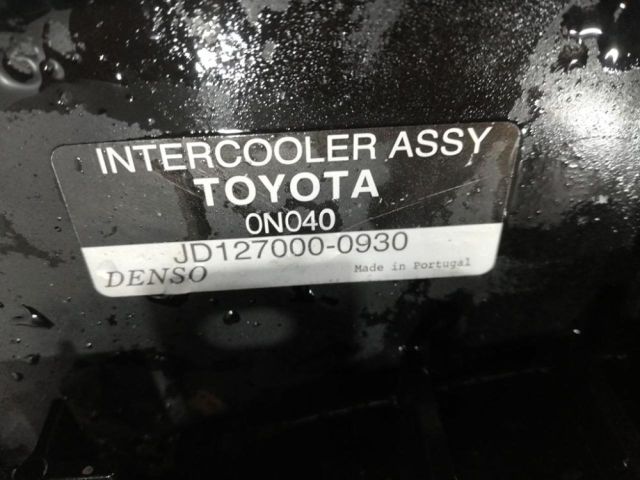 INTERCOOLER ASSY
TOYOTA
0N040
JD127000-0930
DENSO Made in Portugal